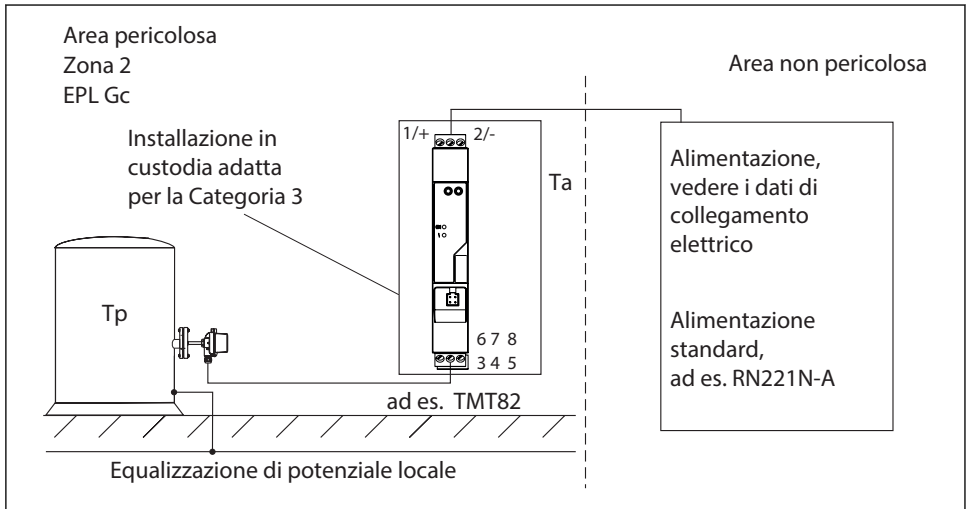 Area pericolosa
Zona 2
EPL Gc
Area non pericolosa
Installazione in
custodia adatta
per la Categoria 3
1/+ 2/-
Ta
Alimentazione,
vedere i dati di
collegamento
elettrico
Alimentazione
standard,
ad es. RN221N-A
Tp
6 7 8
3 4 5
ad es. TMT82
Equalizzazione di potenziale locale